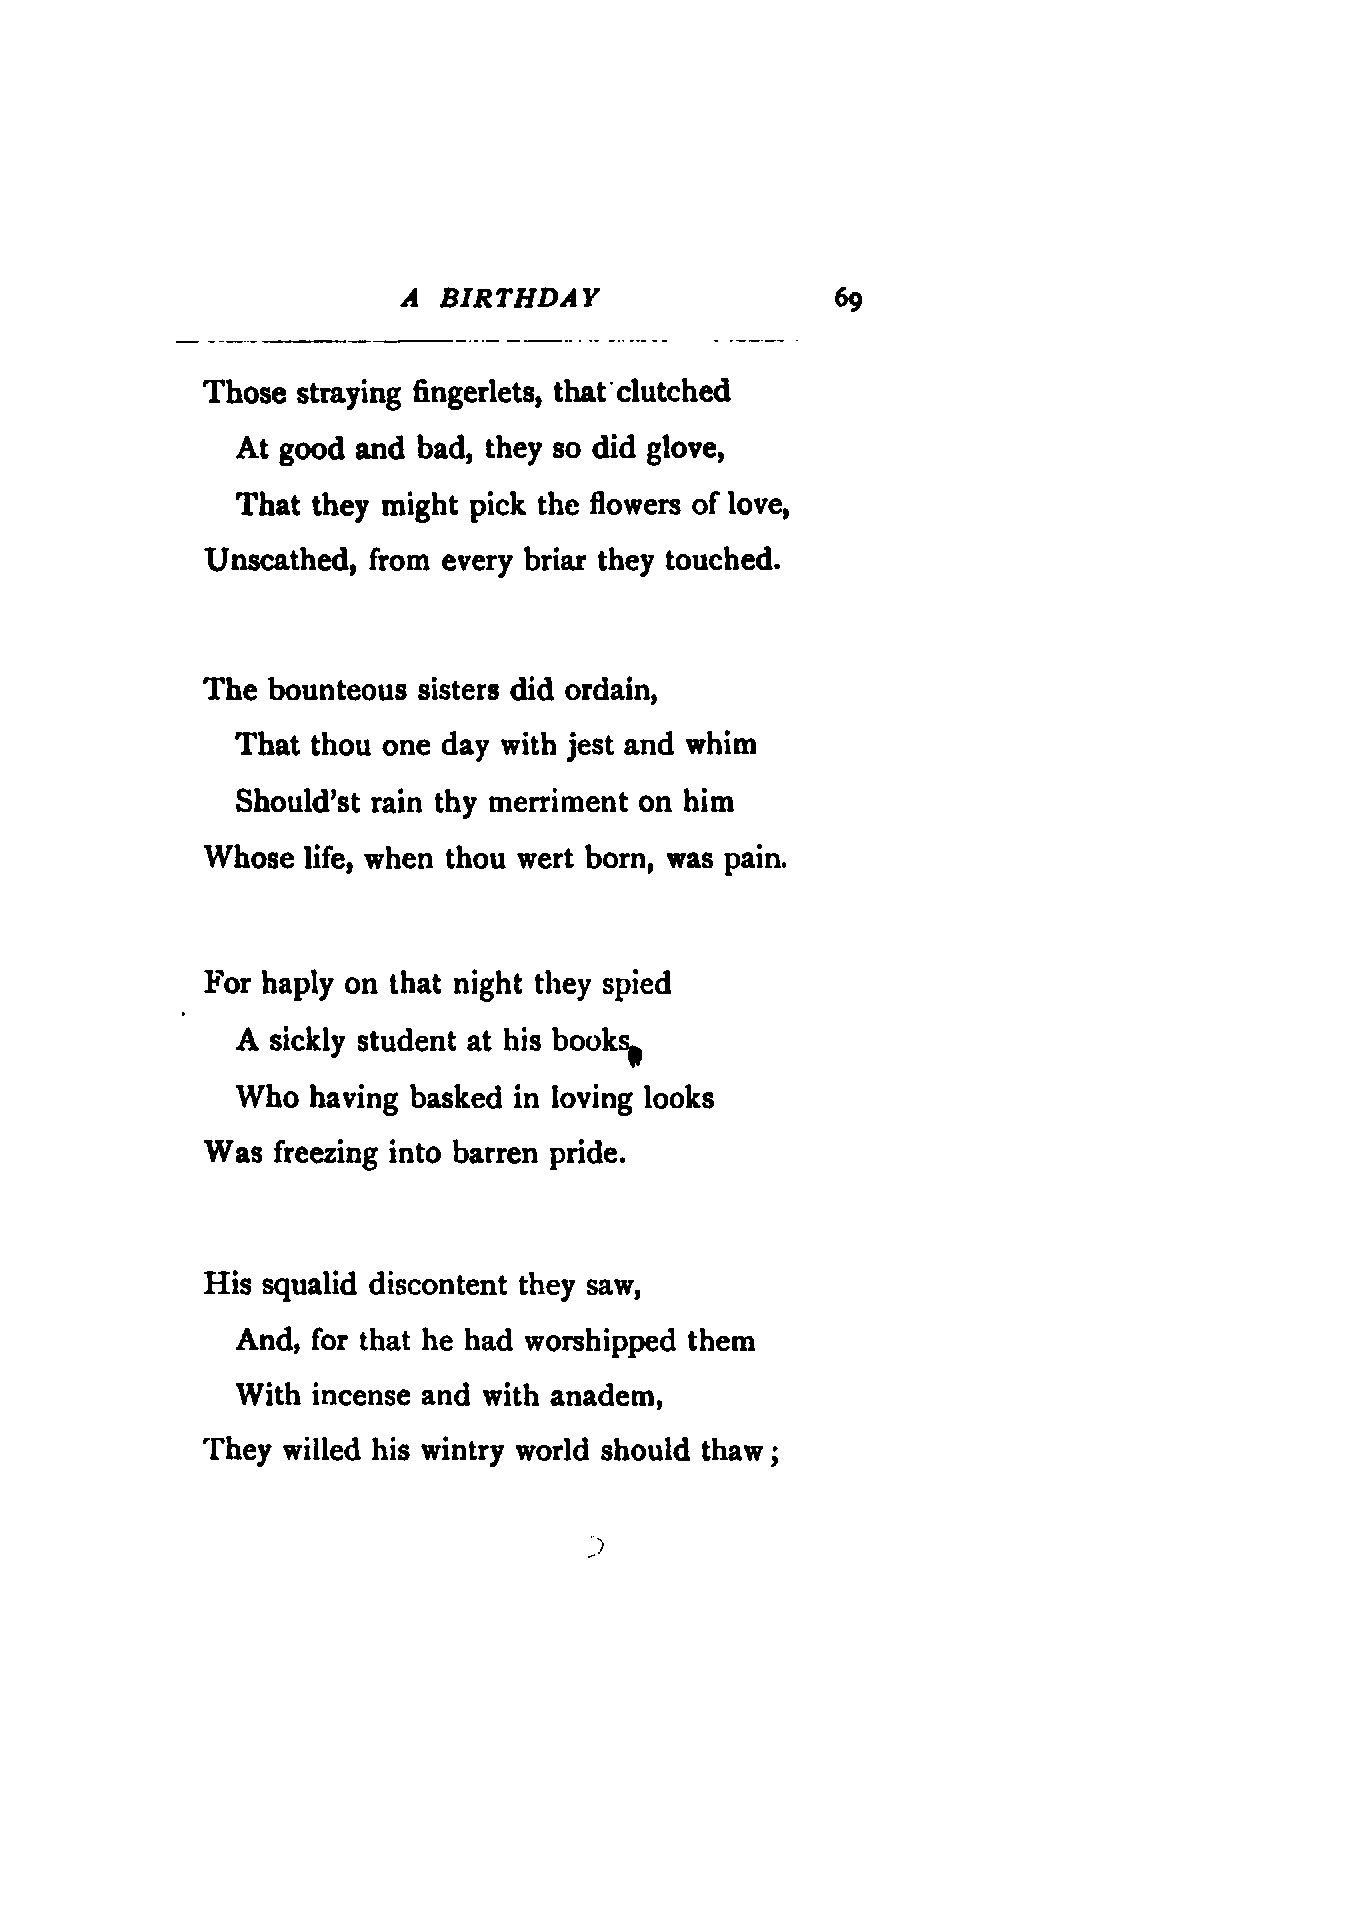 A BIRTHDAY 69
Those straying fingerlets, that clutched
At good and bad, they so did glove,
That they might pick the flowers of love,
Unscathed, from every briar they touched.
The bounteous sisters did ordain,
That thou one day with jest and whim
Should'st rain thy merriment on him
Whose life, when thou wert born, was pain.
For haply on that night they spied
A sickly student at his books,
Who having basked in loving looks
Was freezing into barren pride.
His squalid discontent they saw,
And, for that he had worshipped them
With incense and with anadem,
They willed his wintry world should thaw ;